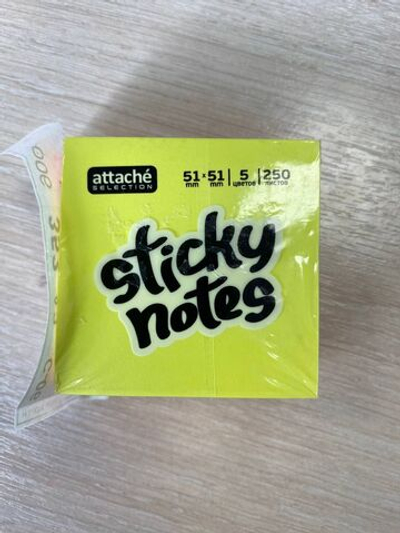 attaché
SELECTION
51 x 51 | 5 | 250
mm mm цветов листов
sticky
notes